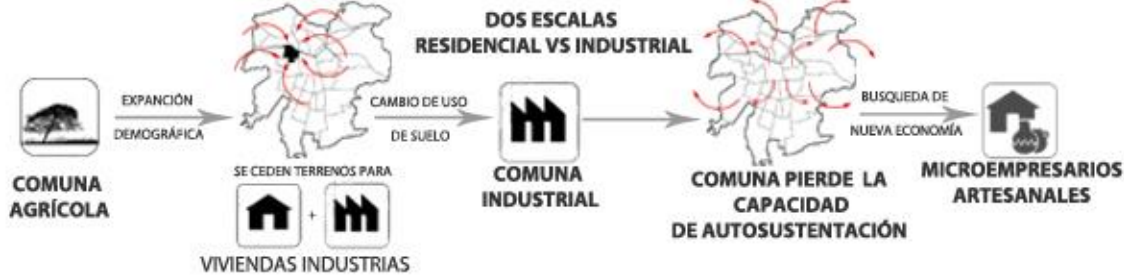 DOS ESCALAS
RESIDENCIAL VS INDUSTRIAL
COMUNA
AGRÍCOLA
EXPANCIÓN
DEMOGRÁFICA
SE CEDEN TERRENOS PARA
+
VIVIENDAS INDUSTRIAS
CAMBIO DE USO
DE SUELO
COMUNA
INDUSTRIAL
COMUNA PIERDE LA
CAPACIDAD
DE AUTOSUSTENTACIÓN
BUSQUEDA DE
NUEVA ECONOMÍA
MICROEMPRESARIOS
ARTESANALES